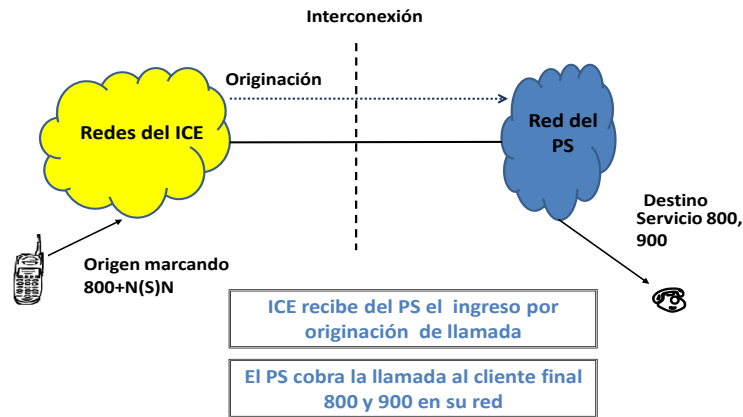 Interconexión
Originación
Redes del ICE
Red del
PS
Destino
Servicio 800,
900
Origen marcando
800+N(S)N
ICE recibe del PS el ingreso por
originación de llamada
El PS cobra la llamada al cliente final
800 y 900 en su red